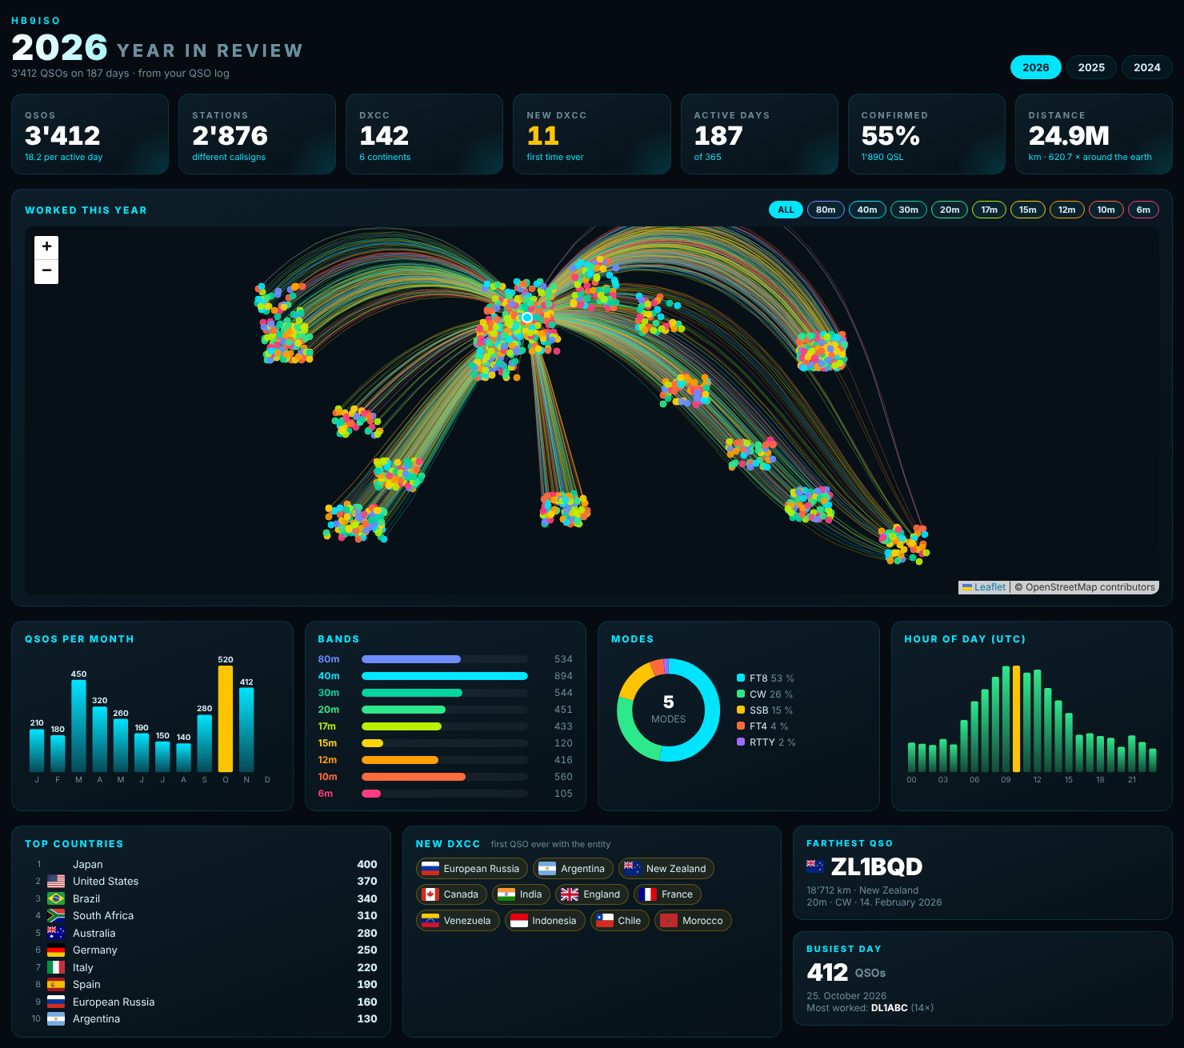 HB9ISO
2026 YEAR IN REVIEW
3'412 QSOs on 187 days · from your QSO log
2026 2025 2024
QSOS
3'412
18.2 per active day
STATIONS
2'876
different callsigns
DXCC
142
6 continents
NEW DXCC
11
first time ever
ACTIVE DAYS
187
of 365
CONFIRMED
55%
1'890 QSL
DISTANCE
24.9M
km · 620.7 × around the earth
WORKED THIS YEAR
ALL 80m 40m 30m 20m 17m 15m 12m 10m 6m
+
−
Leaflet | © OpenStreetMap contributors
QSOS PER MONTH
210 180 450 320 260 190 150 140 280 520 412
J F M A M J J A S O N D
BANDS
80m 534
40m 894
30m 544
20m 451
17m 433
15m 120
12m 416
10m 560
6m 105
MODES
5
MODES
FT8 53 %
CW 26 %
SSB 15 %
FT4 4 %
RTTY 2 %
HOUR OF DAY (UTC)
00 03 06 09 12 15 18 21
TOP COUNTRIES
1 Japan 400
2 United States 370
3 Brazil 340
4 South Africa 310
5 Australia 280
6 Germany 250
7 Italy 220
8 Spain 190
9 European Russia 160
10 Argentina 130
NEW DXCC first QSO ever with the entity
European Russia Argentina New Zealand
Canada India England France
Venezuela Indonesia Chile Morocco
FARTHEST QSO
ZL1BQD
18'712 km · New Zealand
20m · CW · 14. February 2026
BUSIEST DAY
412 QSOs
25. October 2026
Most worked: DL1ABC (14×)